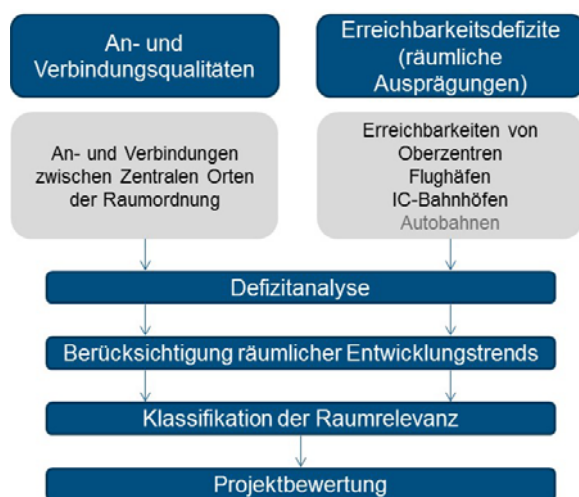 An- und
Verbindungsqualitäten
Erreichbarkeitsdefizite
(räumliche
Ausprägungen)
An- und Verbindungen
zwischen Zentralen Orten
der Raumordnung
Erreichbarkeiten von
Oberzentren
Flughäfen
IC-Bahnhöfen
Autobahnen
Defizitanalyse
Berücksichtigung räumlicher Entwicklungstrends
Klassifikation der Raumrelevanz
Projektbewertung